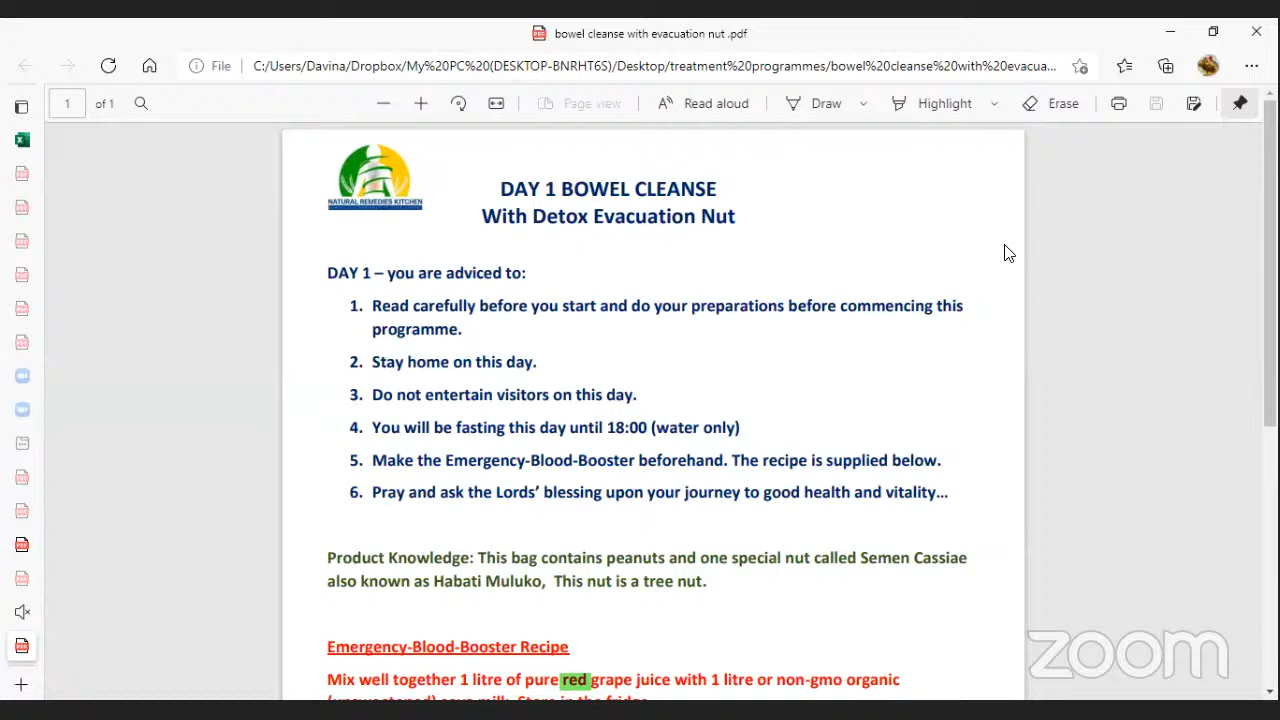 bowel cleanse with evacuation nut .pdf
File C:/Users/Davina/Dropbox/My%20PC%20(DESKTOP-BNRHT6S)/Desktop/treatment%20programmes/bowel%20cleanse%20with%20evacua...
1 of 1 Page view Read aloud Draw Highlight Erase
NATURAL REMEDIES KITCHEN
DAY 1 BOWEL CLEANSE
With Detox Evacuation Nut
DAY 1 – you are adviced to:
1. Read carefully before you start and do your preparations before commencing this
programme.
2. Stay home on this day.
3. Do not entertain visitors on this day.
4. You will be fasting this day until 18:00 (water only)
5. Make the Emergency-Blood-Booster beforehand. The recipe is supplied below.
6. Pray and ask the Lords’ blessing upon your journey to good health and vitality…
Product Knowledge: This bag contains peanuts and one special nut called Semen Cassiae
also known as Habati Muluko, This nut is a tree nut.
Emergency-Blood-Booster Recipe
Mix well together 1 litre of pure red grape juice with 1 litre or non-gmo organic
(unsweetened) soya milk. Store in the fridge
zoom